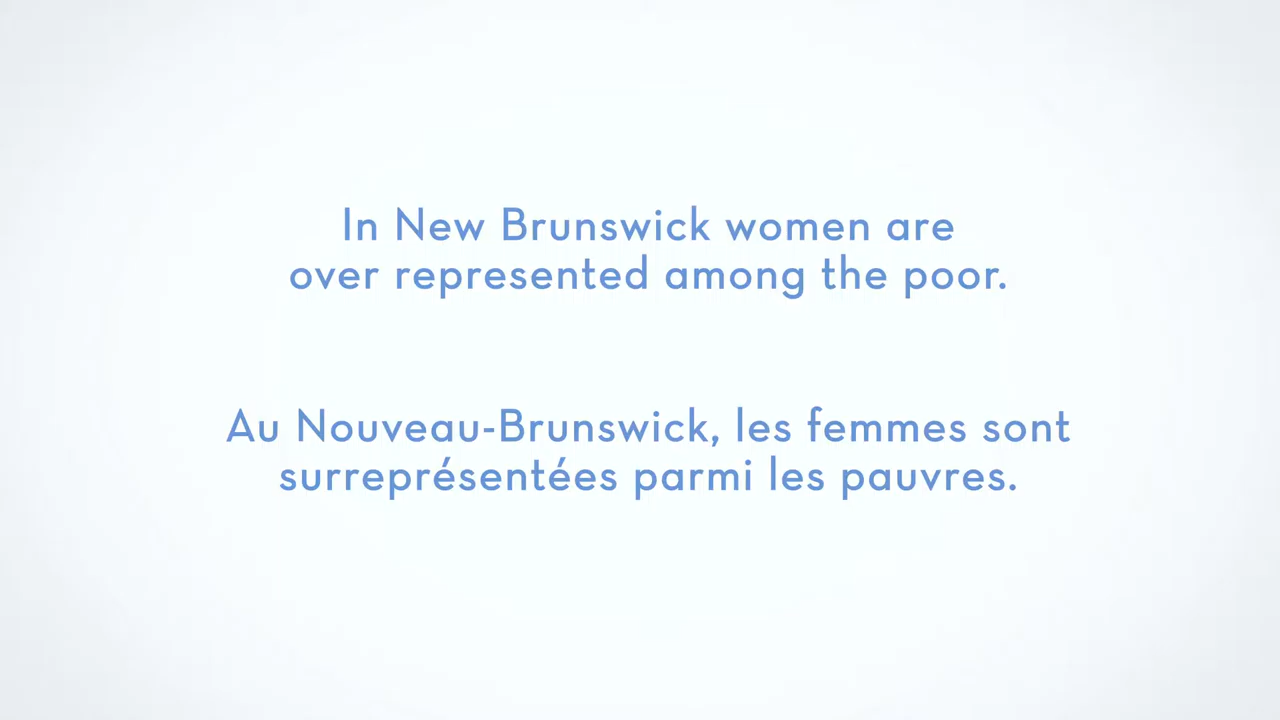 In New Brunswick women are
over represented among the poor.
Au Nouveau-Brunswick, les femmes sont
surreprésentées parmi les pauvres.